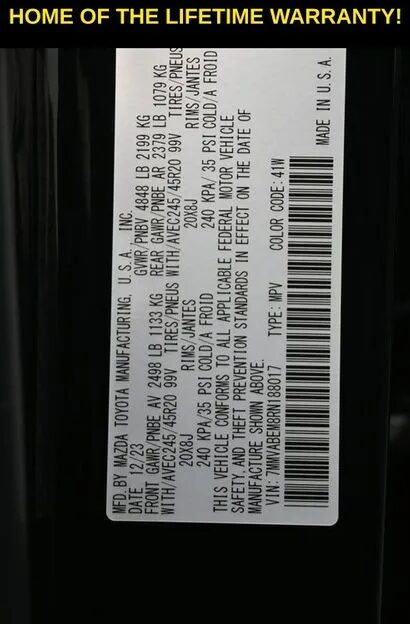 HOME OF THE LIFETIME WARRANTY!
MFD.BY MAZDA TOYOTA MANUFACTURING, U.S.A., INC.
DATE 12/23 GVWR/PNBV 4848 LB 2199 KG
FRONT GAWR/PNBE AV 2498 LB 1133 KG REAR GAWR/PNBE AR 2379 LB 1079 KG
WITH/AVEC245/45R20 99V TIRES/PNEUS WITH/AVEC245/45R20 99V TIRES/PNEUS
20X8J RIMS/JANTES 20X8J RIMS/JANTES
240 KPA/35 PSI COLD/A FROID 240 KPA/35 PSI COLD/A FROID
THIS VEHICLE CONFORMS TO ALL APPLICABLE FEDERAL MOTOR VEHICLE
SAFETY, AND THEFT PREVENTION STANDARDS IN EFFECT ON THE DATE OF
MANUFACTURE SHOWN ABOVE.
VIN: 7MMVABEM8RN188017 TYPE: MPV COLOR CODE:41W
MADE IN U.S.A.